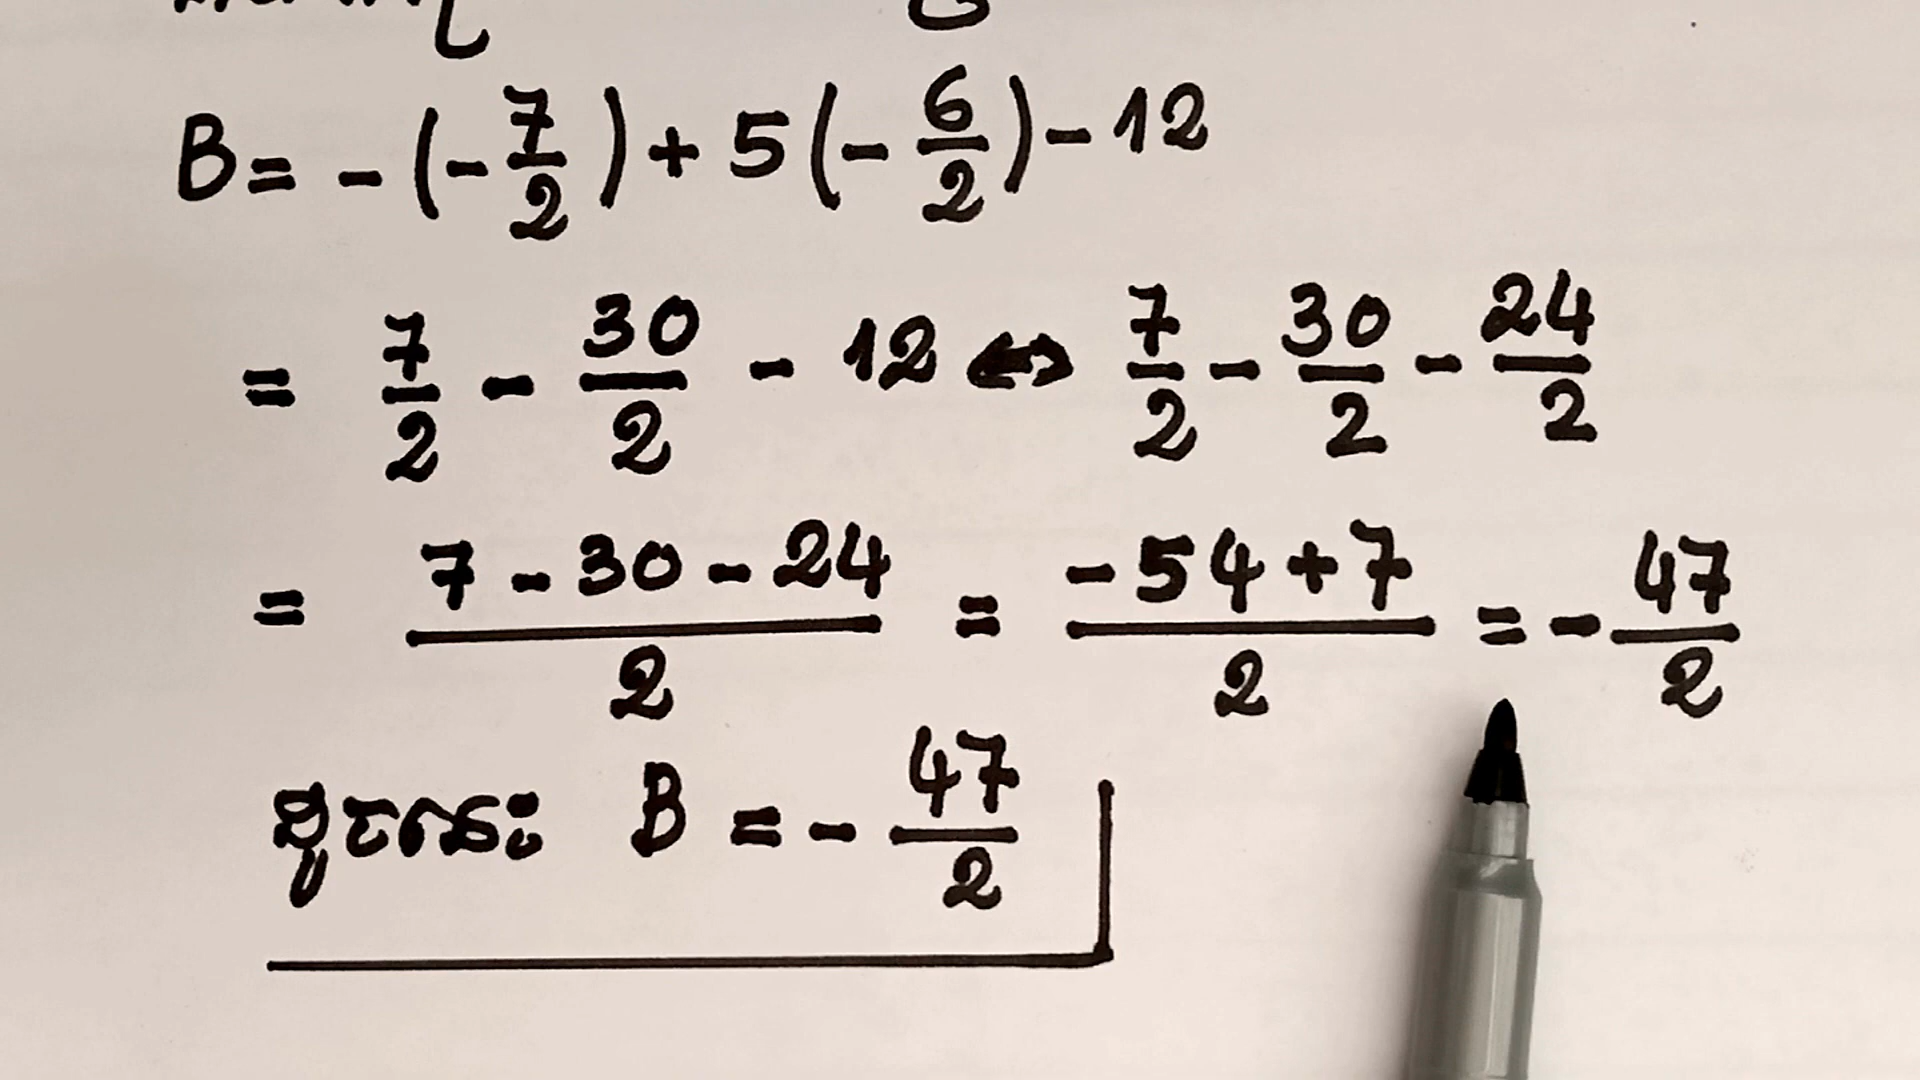 B = - (- 7/2) + 5(- 6/2) - 12
= 7/2 - 30/2 - 12 ⇔ 7/2 - 30/2 - 24/2
= (7 - 30 - 24)/2 = (-54 + 7)/2 = - 47/2
ដូចនេះ B = - 47/2